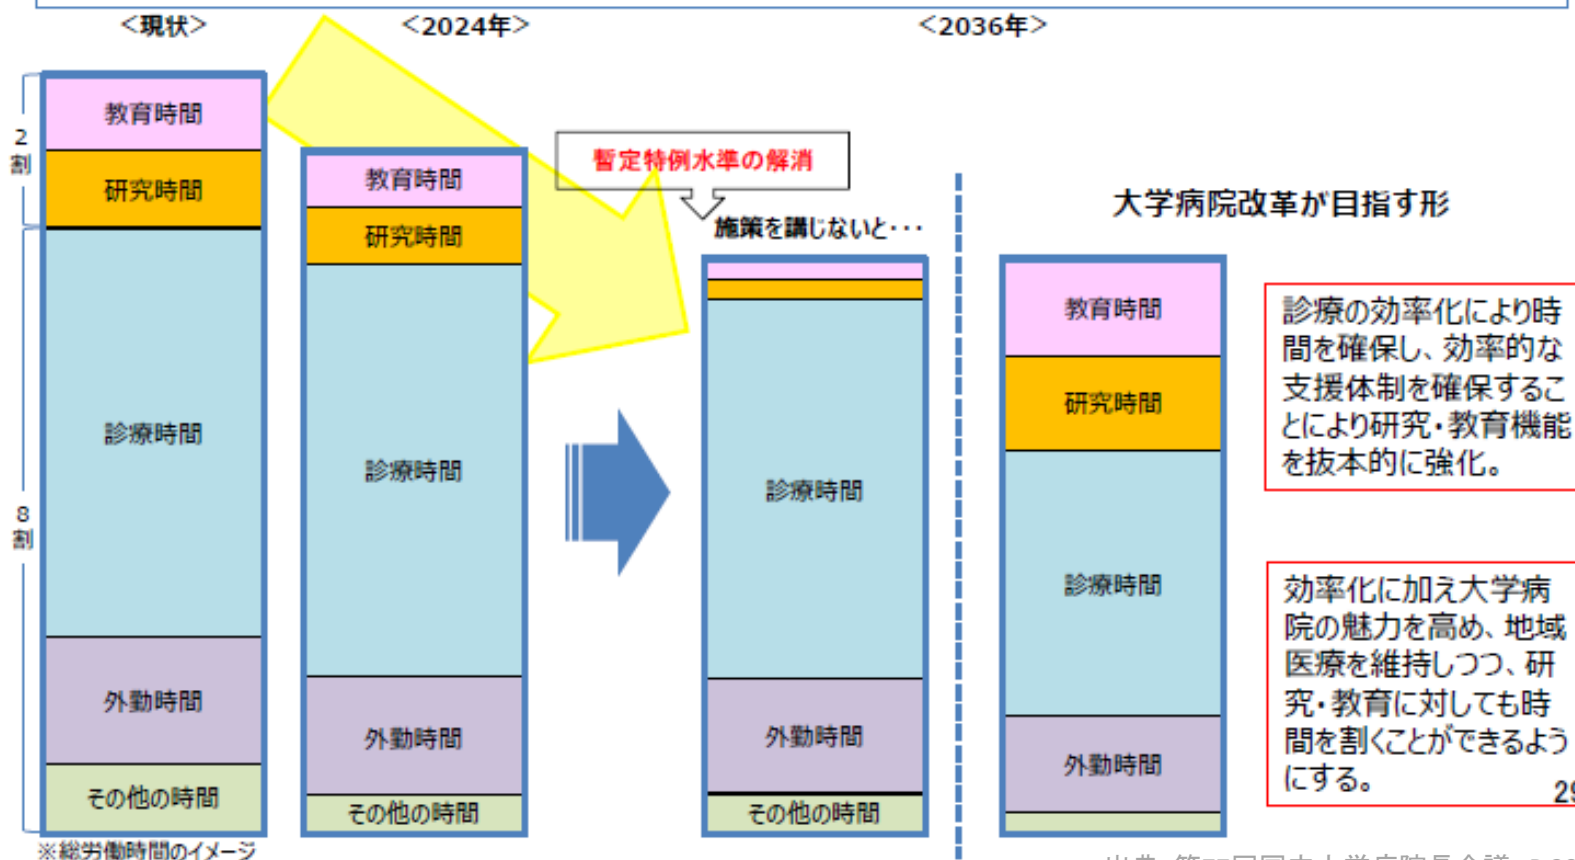 <現状>
<2024年>
<2036年>
2
割
8
割
教育時間
研究時間
診療時間
外勤時間
その他の時間
※総労働時間のイメージ
教育時間
研究時間
診療時間
外勤時間
その他の時間
暫定特例水準の解消
施策を講じないと・・・
診療時間
外勤時間
その他の時間
大学病院改革が目指す形
教育時間
研究時間
診療時間
外勤時間
診療の効率化により時
間を確保し、効率的な
支援体制を確保するこ
とにより研究・教育機能
を抜本的に強化。
効率化に加え大学病
院の魅力を高め、地域
医療を維持しつつ、研
究・教育に対しても時
間を割くことができるよう
にする。
29